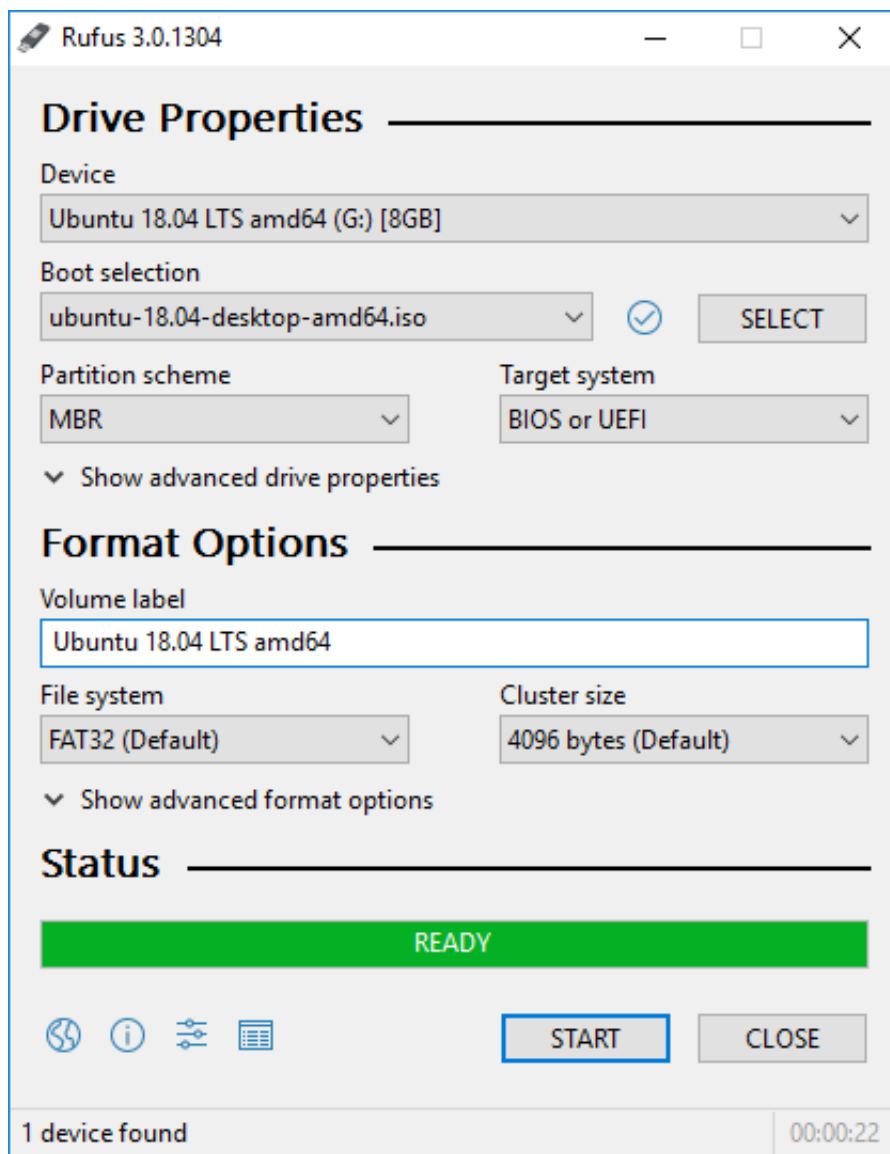 Rufus 3.0.1304
Drive Properties
Device
Ubuntu 18.04 LTS amd64 (G:) [8GB]
Boot selection
ubuntu-18.04-desktop-amd64.iso
SELECT
Partition scheme
Target system
MBR
BIOS or UEFI
Show advanced drive properties
Format Options
Volume label
Ubuntu 18.04 LTS amd64
File system
Cluster size
FAT32 (Default)
4096 bytes (Default)
Show advanced format options
Status
READY
START
CLOSE
1 device found
00:00:22